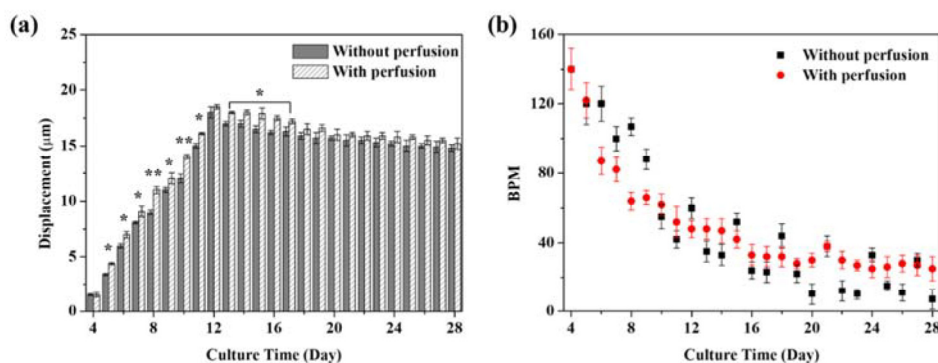 (a)
25
20
15
10
5
0
Displacement (μm)
Without perfusion
With perfusion
* * * ** * ** * *
4 8 12 16 20 24 28
Culture Time (Day)
(b)
160
120
80
40
0
BPM
Without perfusion
With perfusion
4 8 12 16 20 24 28
Culture Time (Day)